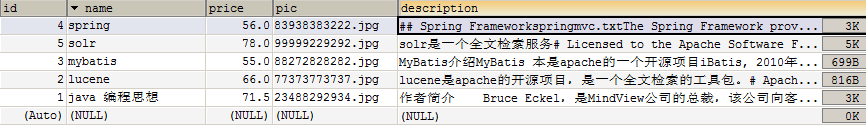 id name price pic description
4 spring 56.0 83938383222.jpg ## Spring Frameworkspringmvc.txtThe Spring Framework prov... 3K
5 solr 78.0 99999229292.jpg solr是一个全文检索服务# Licensed to the Apache Software F... 5K
3 mybatis 55.0 88272828282.jpg MyBatis介绍MyBatis 本是apache的一个开源项目iBatis, 2010年... 699B
2 lucene 66.0 77373773737.jpg lucene是apache的开源项目，是一个全文检索的工具包。# Apach... 816B
1 java 编程思想 71.5 23488292934.jpg 作者简介 Bruce Eckel，是MindView公司的总裁，该公司向客... 3K
(Auto) (NULL) (NULL) (NULL) (NULL) 0K